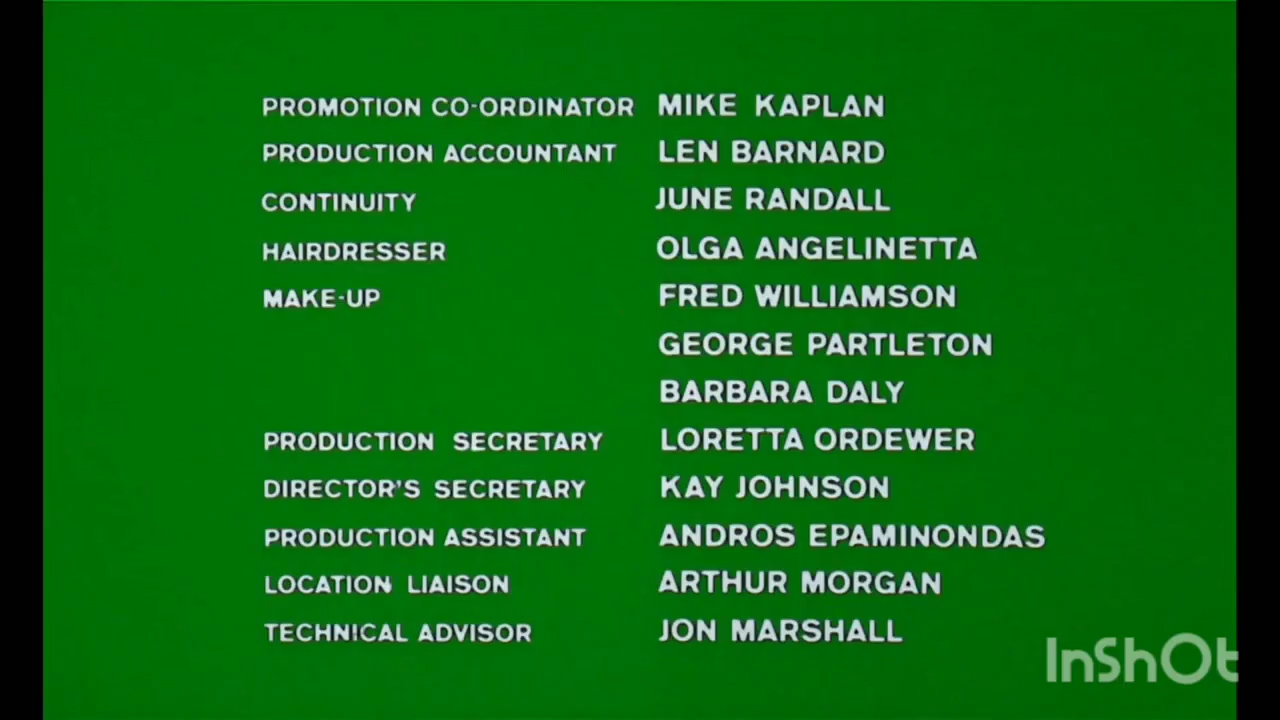 PROMOTION CO-ORDINATOR MIKE KAPLAN
PRODUCTION ACCOUNTANT LEN BARNARD
CONTINUITY JUNE RANDALL
HAIRDRESSER OLGA ANGELINETTA
MAKE-UP FRED WILLIAMSON
GEORGE PARTLETON
BARBARA DALY
PRODUCTION SECRETARY LORETTA ORDEWER
DIRECTOR'S SECRETARY KAY JOHNSON
PRODUCTION ASSISTANT ANDROS EPAMINONDAS
LOCATION LIAISON ARTHUR MORGAN
TECHNICAL ADVISOR JON MARSHALL
InShOt